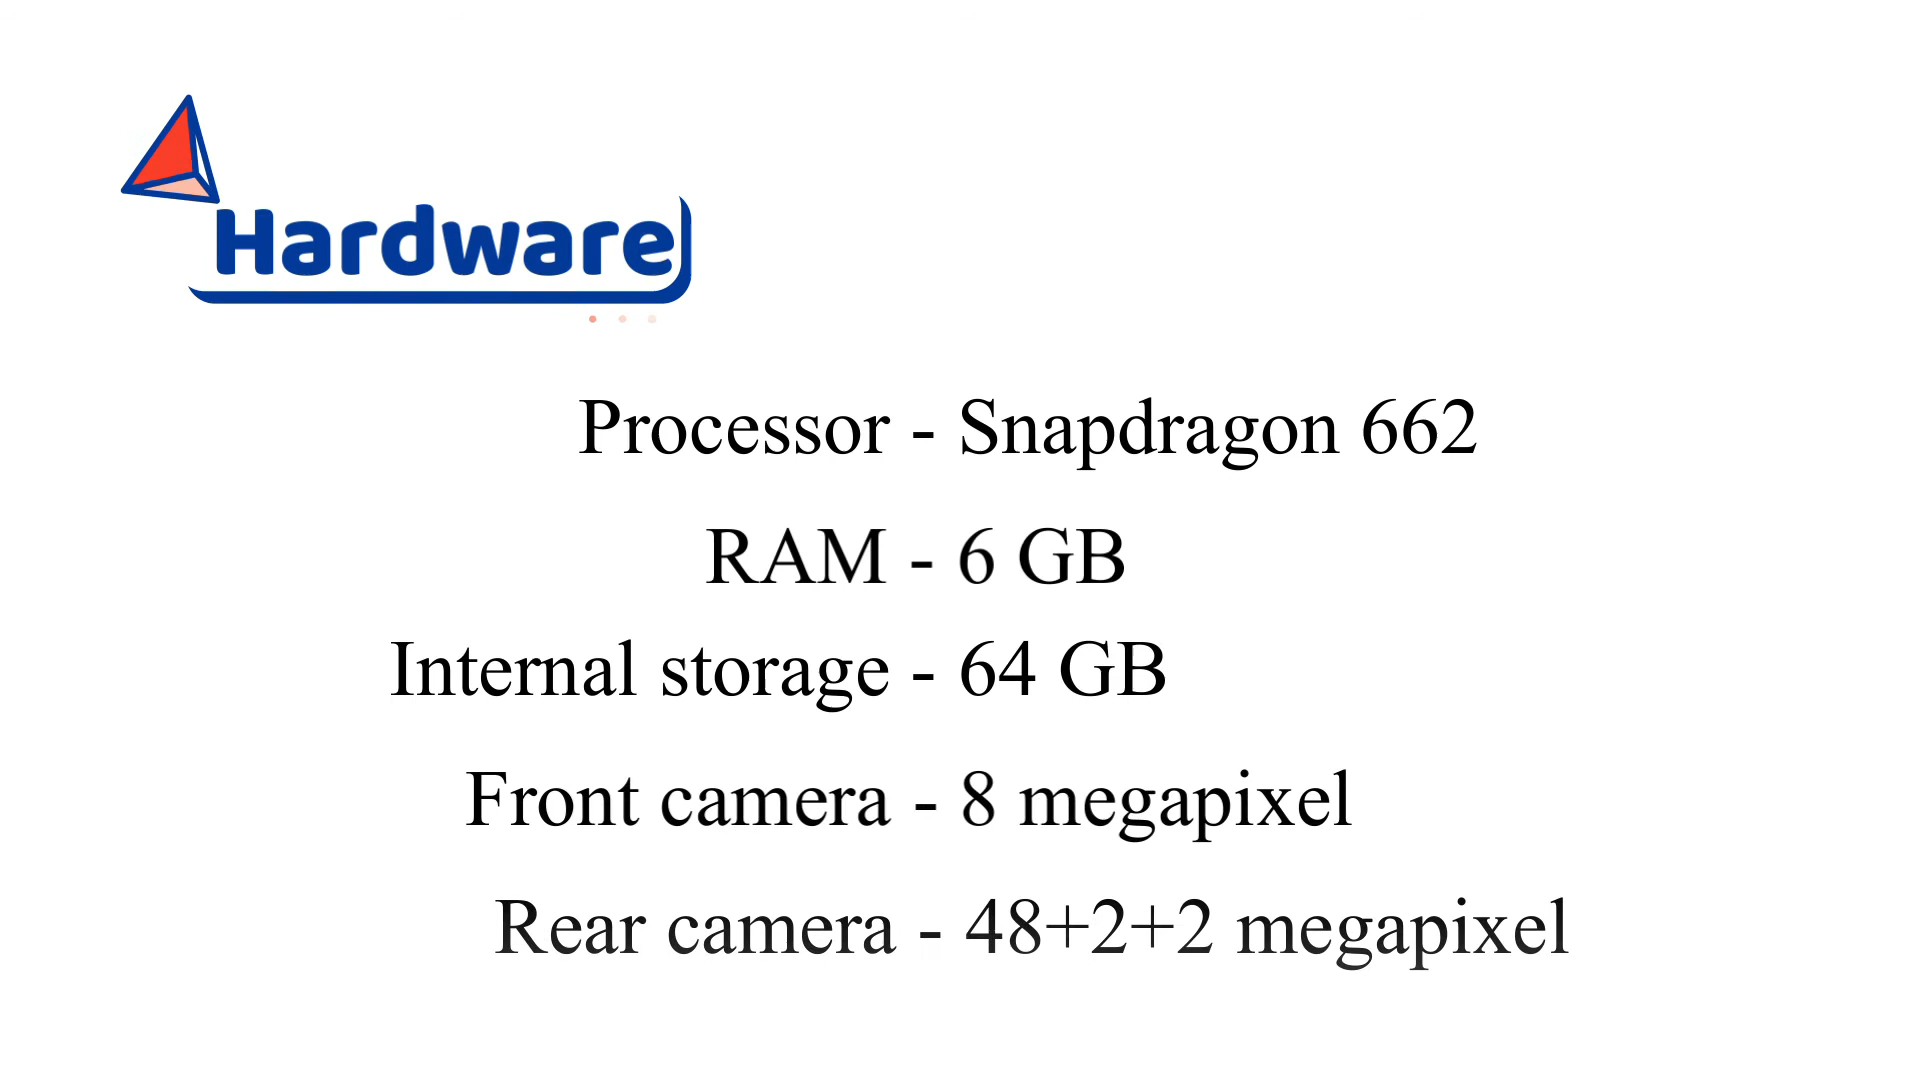 Hardware
Processor - Snapdragon 662
RAM - 6 GB
Internal storage - 64 GB
Front camera - 8 megapixel
Rear camera - 48+2+2 megapixel